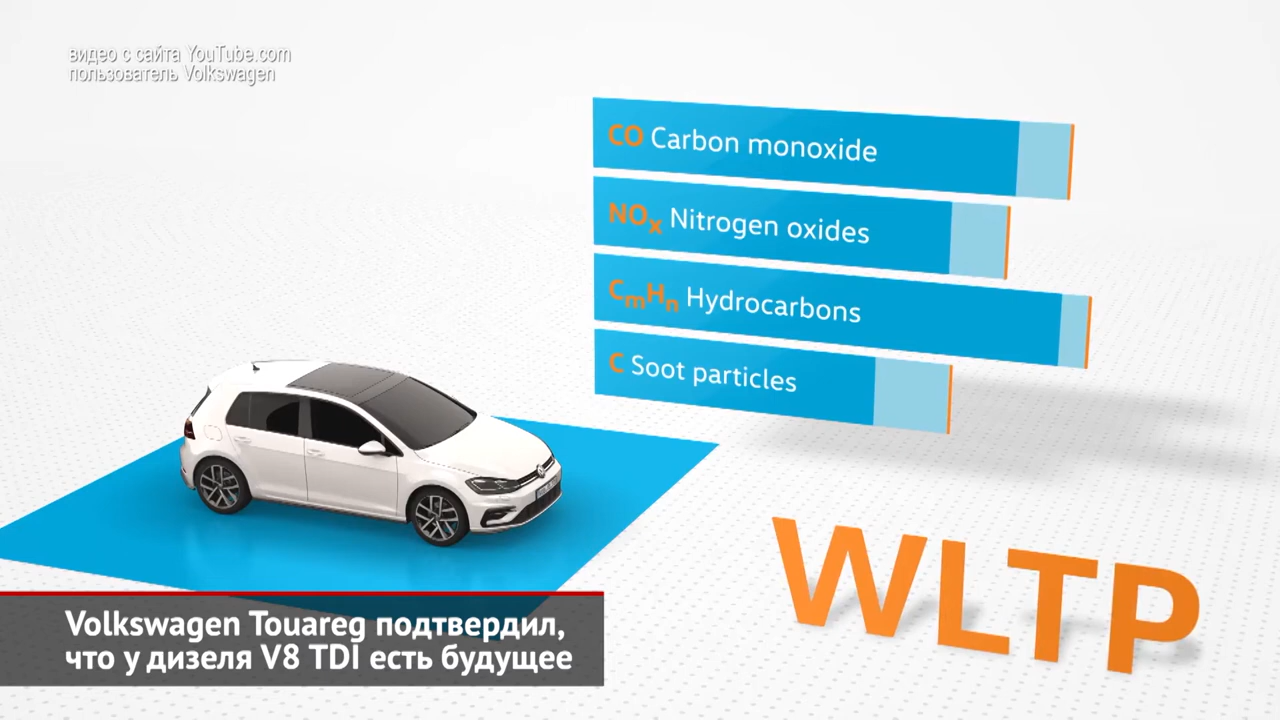 видео с сайта YouTube.com
пользователь Volkswagen
CO Carbon monoxide
NOx Nitrogen oxides
CmHn Hydrocarbons
C Soot particles
WLTP
Volkswagen Touareg подтвердил,
что у дизеля V8 TDI есть будущее